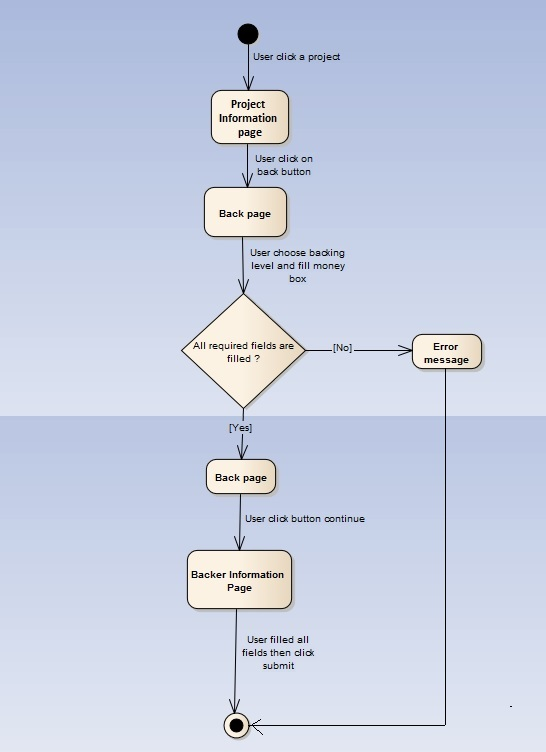 User click a project
Project
Information
page
User click on
back button
Back page
User choose backing
level and fill money
box
All required fields are
filled ?
[No]
Error
message
[Yes]
Back page
User click button continue
Backer Information
Page
User filled all
fields then click
submit